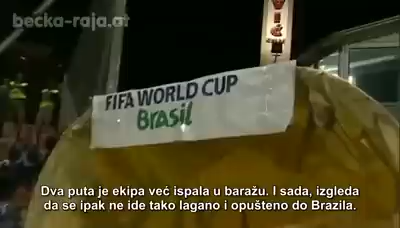 becka-raja.at
VICT
FIFA WORLD CUP
Brasil
Dva puta je ekipa već ispala u baražu. I sada, izgleda
da se ipak ne ide tako lagano i opušteno do Brazila.